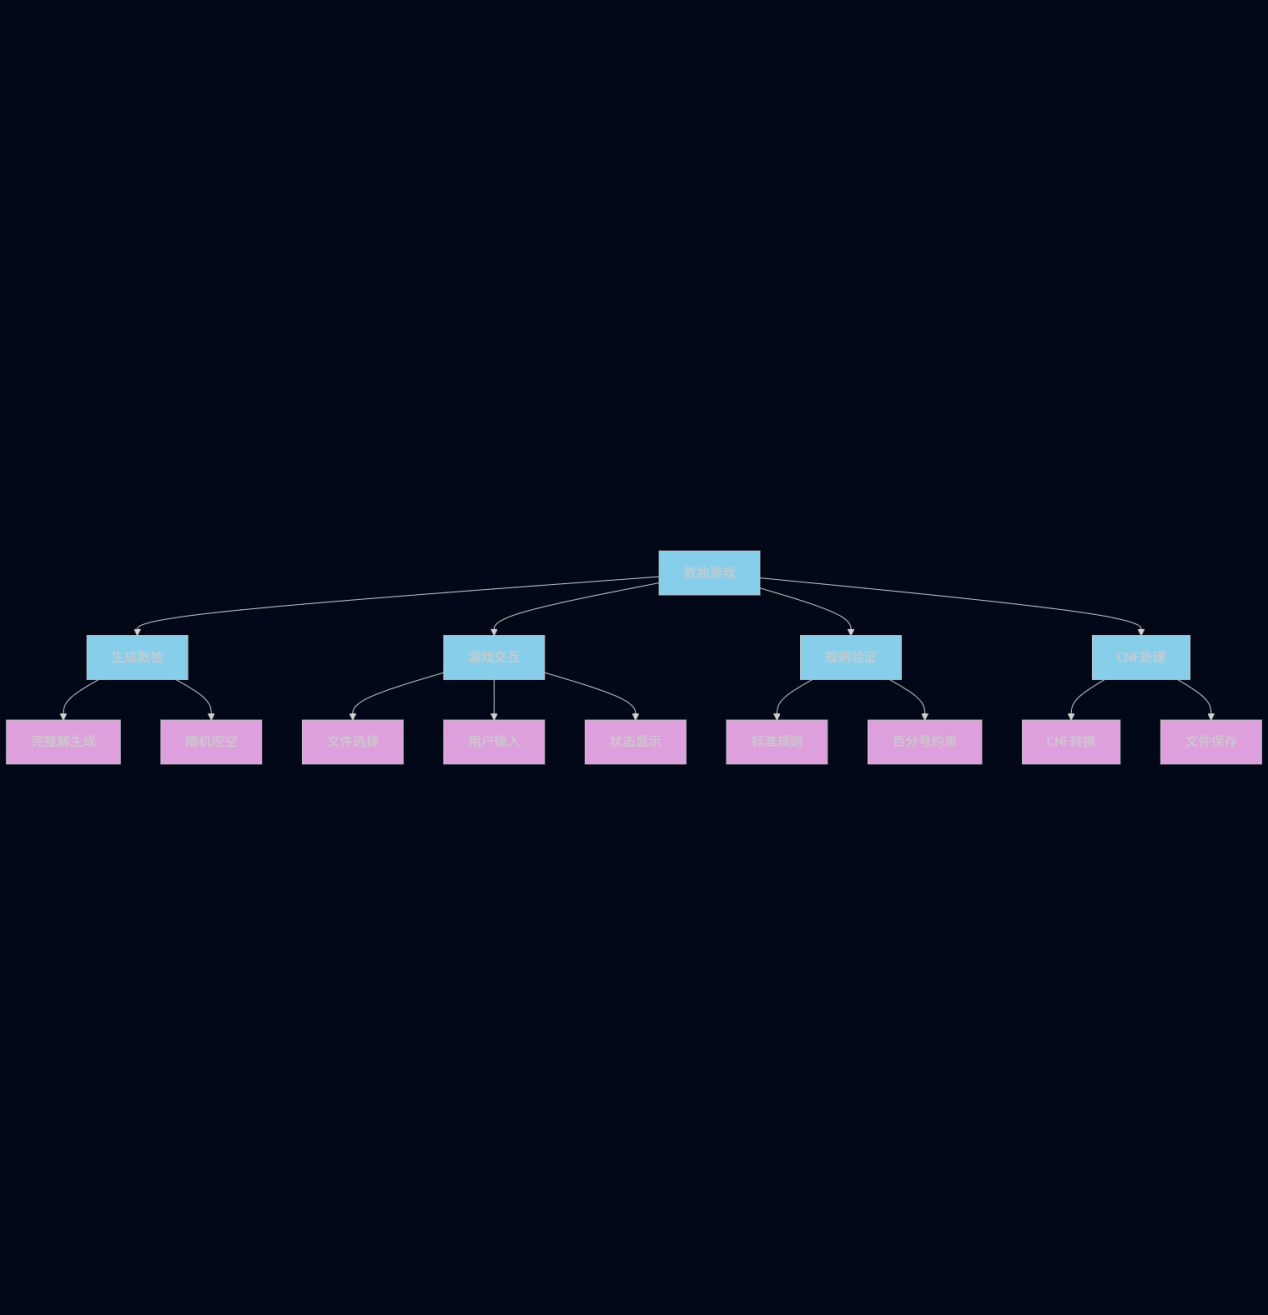 数独游戏
生成数独
游戏交互
规则验证
CNF处理
完整解生成
随机挖空
文件选择
用户输入
状态显示
标准规则
百分号约束
CNF转换
文件保存